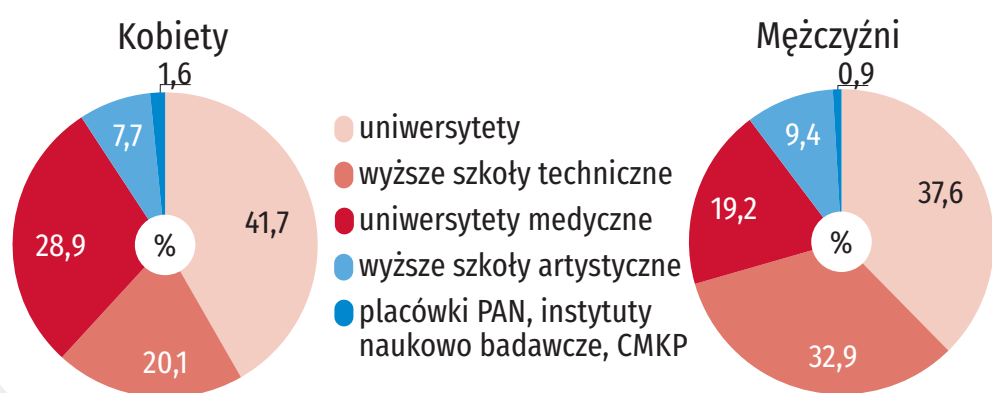 Kobiety
1,6
7,7
41,7
28,9
%
20,1
uniwersytety
wyższe szkoły techniczne
uniwersytety medyczne
wyższe szkoły artystyczne
placówki PAN, instytuty
naukowo badawcze, CMKP
Mężczyźni
0,9
9,4
37,6
19,2
%
32,9